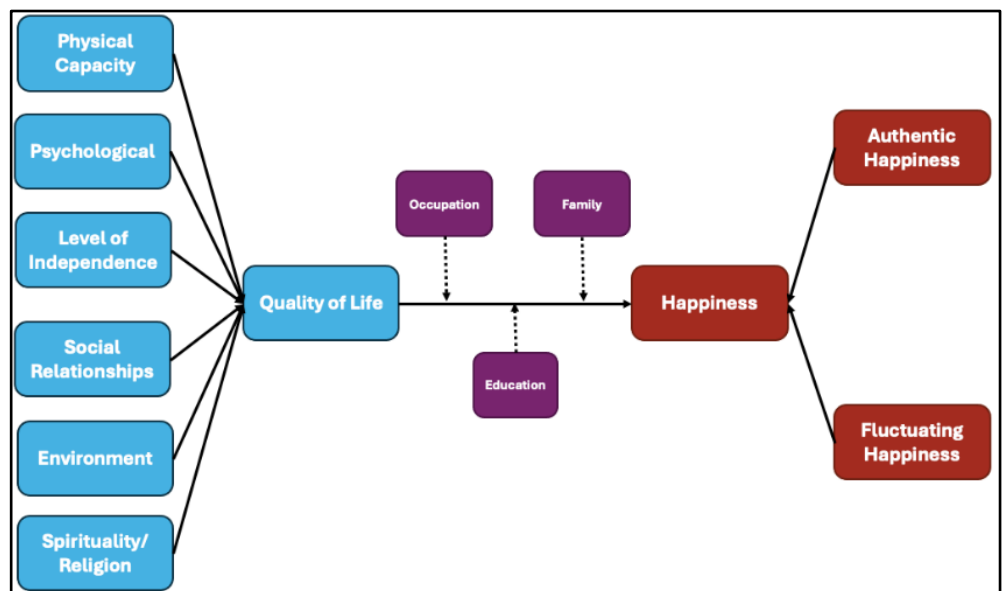 Physical
Capacity
Psychological
Level of
Independence
Social
Relationships
Environment
Spirituality/
Religion
Quality of Life
Occupation
Family
Education
Happiness
Authentic
Happiness
Fluctuating
Happiness